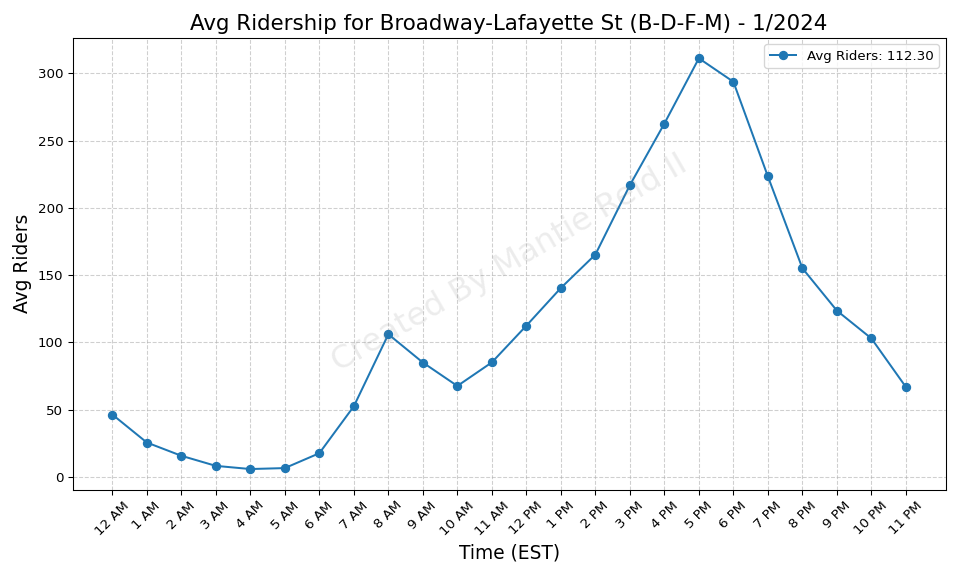 Avg Ridership for Broadway-Lafayette St (B-D-F-M) - 1/2024
Avg Riders: 112.30
300
250
200
150
100
50
0
Avg Riders
Created By Mantle Reid II
12 AM
1 AM
2 AM
3 AM
4 AM
5 AM
6 AM
7 AM
8 AM
9 AM
10 AM
11 AM
12 PM
1 PM
2 PM
3 PM
4 PM
5 PM
6 PM
7 PM
8 PM
9 PM
10 PM
11 PM
Time (EST)